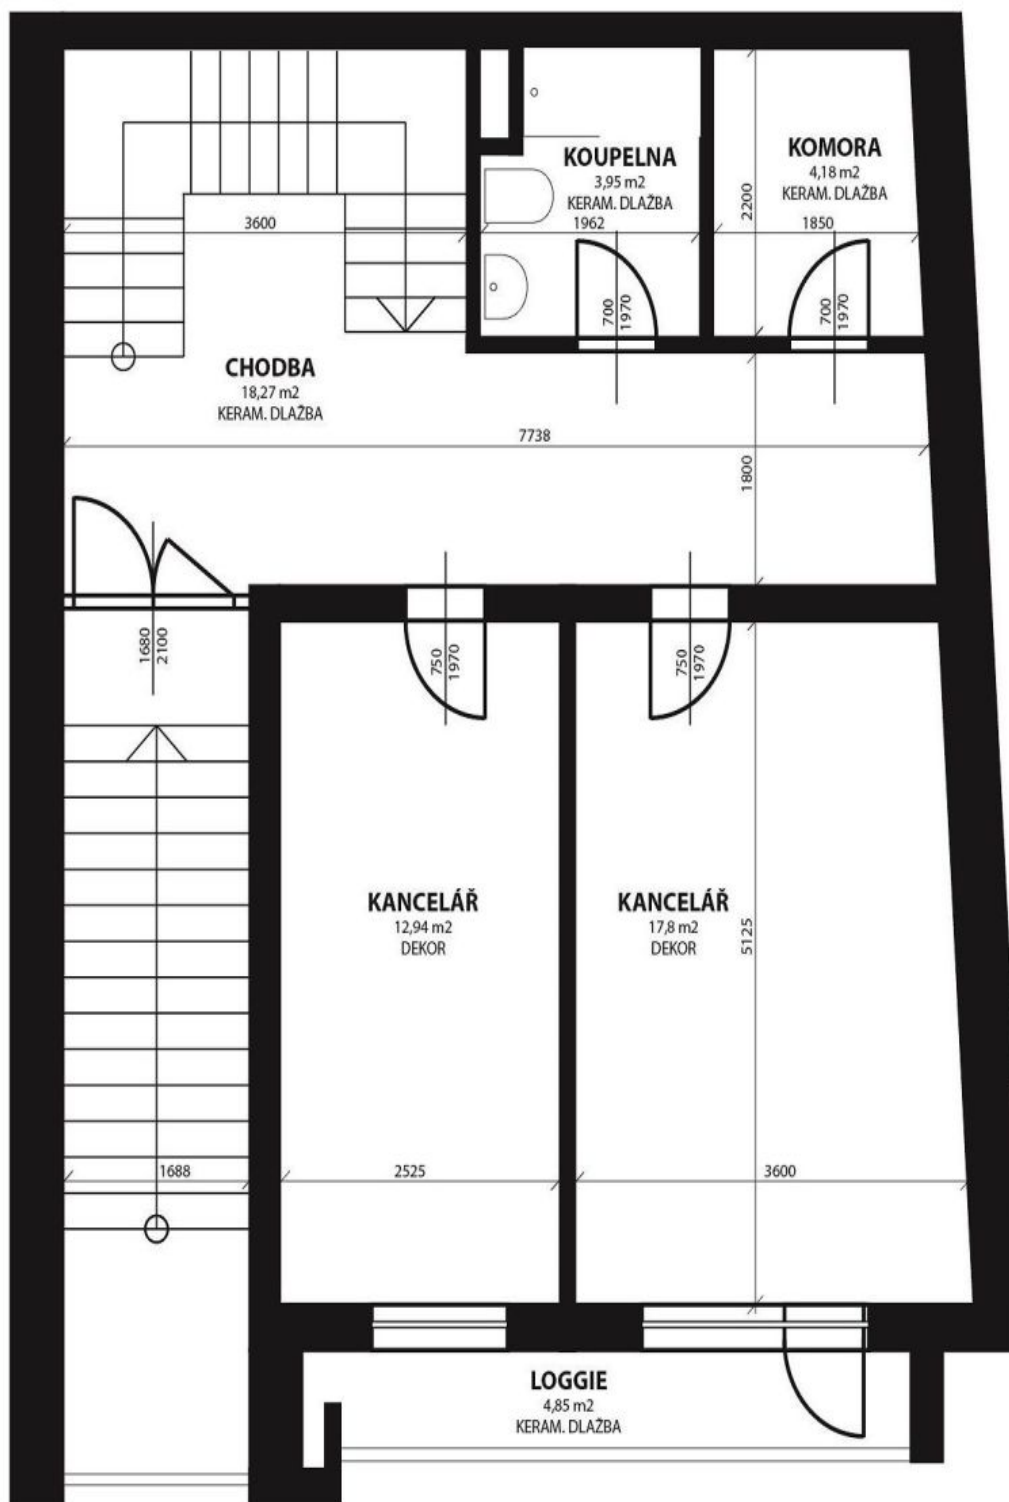 KOUPELNA
3,95 m2
KERAM. DLAŽBA
1962
KOMORA
4,18 m2
KERAM. DLAŽBA
1850
2200
3600
700
1970
700
1970
CHODBA
18,27 m2
KERAM. DLAŽBA
7738
1800
1680
2100
750
1970
750
1970
KANCELÁŘ
12,94 m2
DEKOR
KANCELÁŘ
17,8 m2
DEKOR
5125
1688
2525
3600
LOGGIE
4,85 m2
KERAM. DLAŽBA